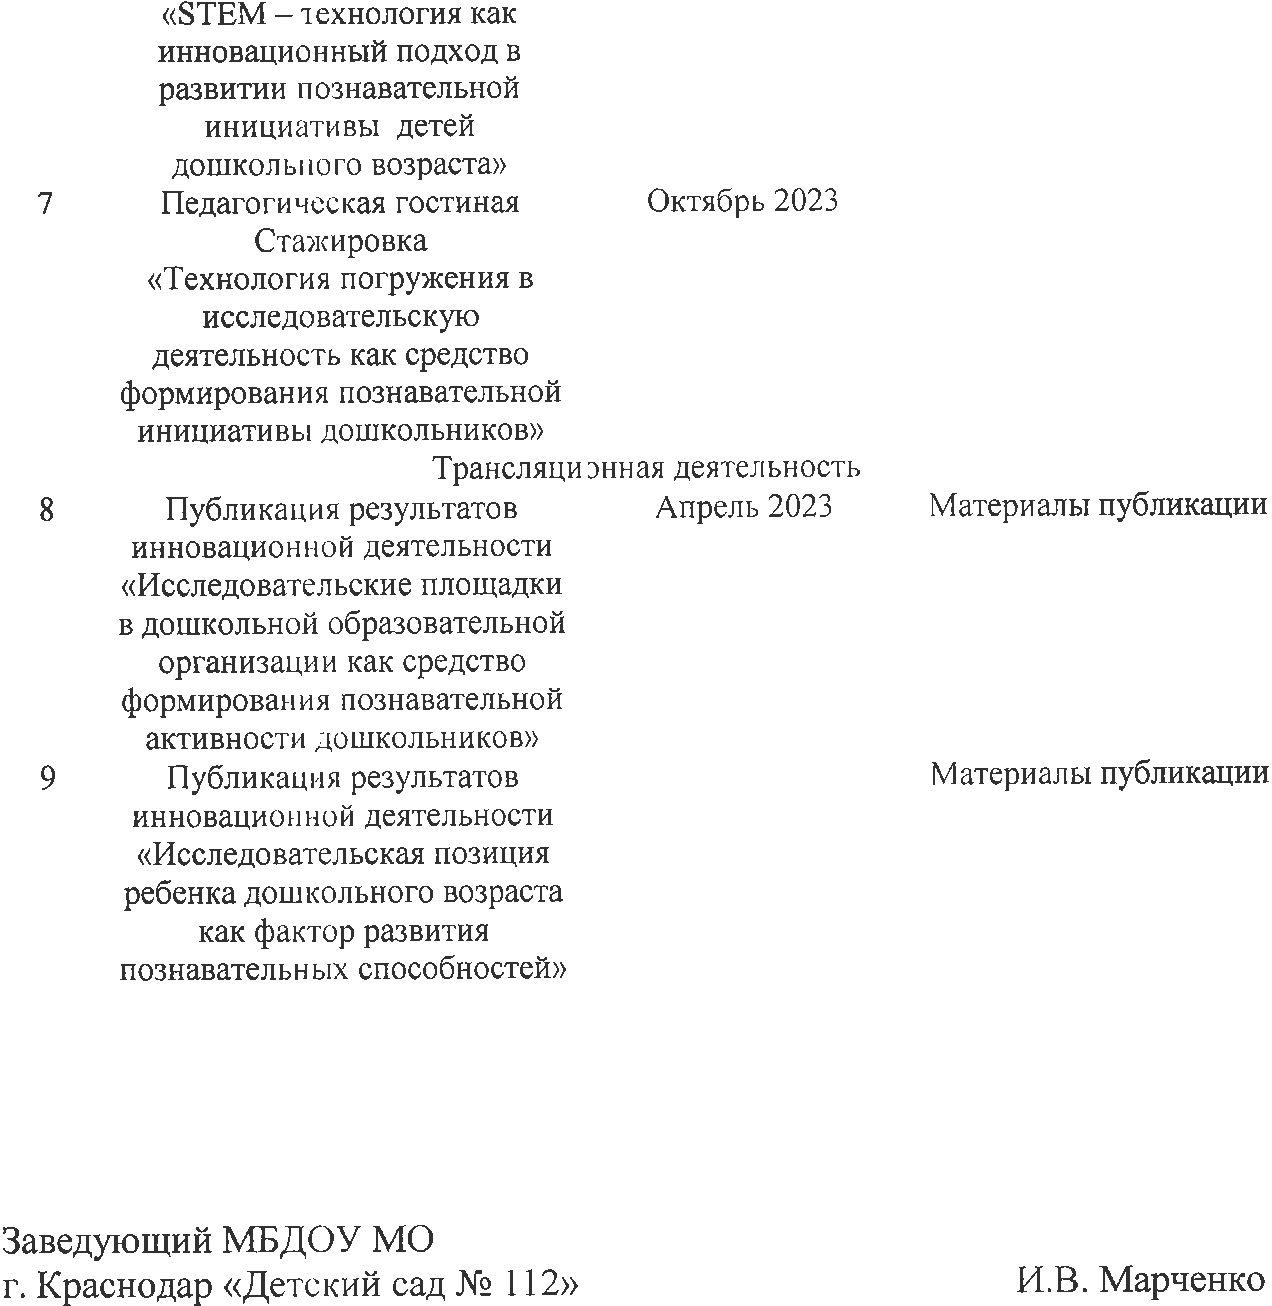 «STEM – технология как
инновационный подход в
развитии познавательной
инициативы детей
дошкольного возраста»
7 Педагогическая гостиная Октябрь 2023
Стажировка
«Технология погружения в
исследовательскую
деятельность как средство
формирования познавательной
инициативы дошкольников»
Трансляционная деятельность
8 Публикация результатов Апрель 2023 Материалы публикации
инновационной деятельности
«Исследовательские площадки
в дошкольной образовательной
организации как средство
формирования познавательной
активности дошкольников»
9 Публикация результатов Материалы публикации
инновационной деятельности
«Исследовательская позиция
ребенка дошкольного возраста
как фактор развития
познавательных способностей»
Заведующий МБДОУ МО
г. Краснодар «Детский сад № 112» И.В. Марченко